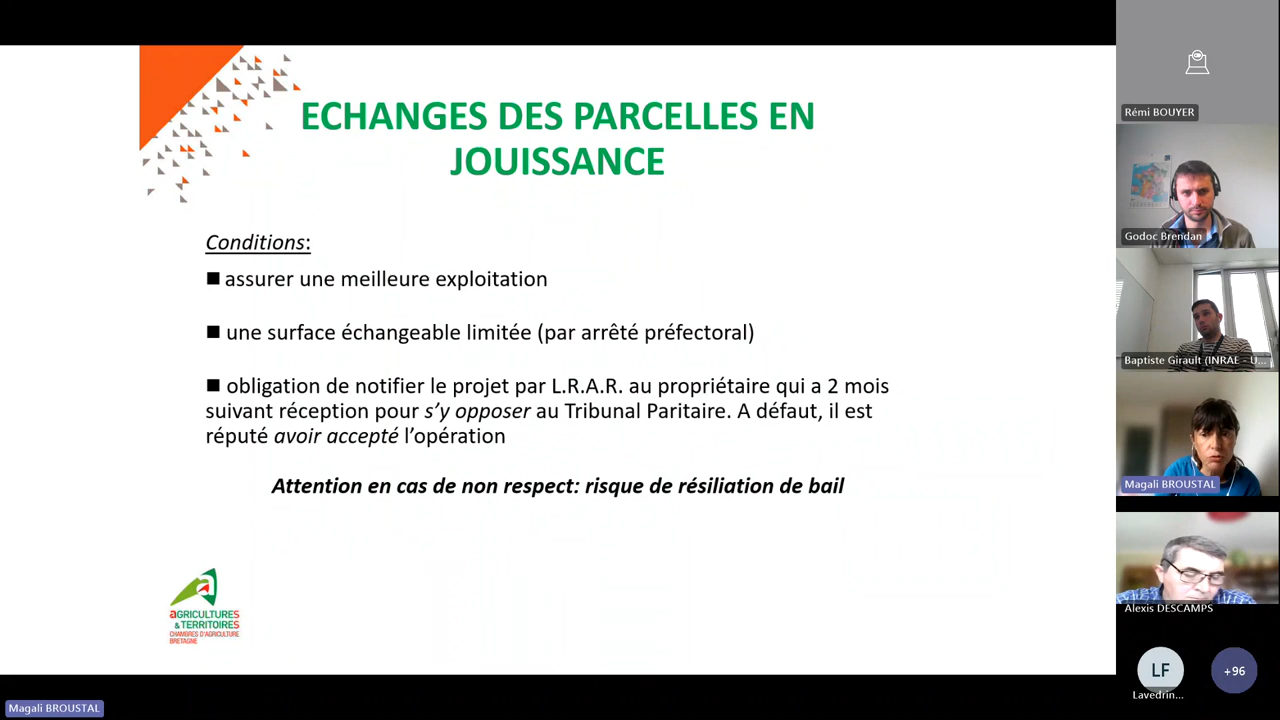 ECHANGES DES PARCELLES EN
JOUISSANCE
Conditions:
■ assurer une meilleure exploitation
■ une surface échangeable limitée (par arrêté préfectoral)
■ obligation de notifier le projet par L.R.A.R. au propriétaire qui a 2 mois
suivant réception pour s’y opposer au Tribunal Paritaire. A défaut, il est
réputé avoir accepté l’opération
Attention en cas de non respect: risque de résiliation de bail
aGRICULTURES
& TERRITOIRES
CHAMBRES D'AGRICULTURE
BRETAGNE
Magali BROUSTAL
Rémi BOUYER
Godoc Brendan
Baptiste Girault (INRAE - U...
Magali BROUSTAL
Alexis DESCAMPS
LF
+96
Lavedrin...